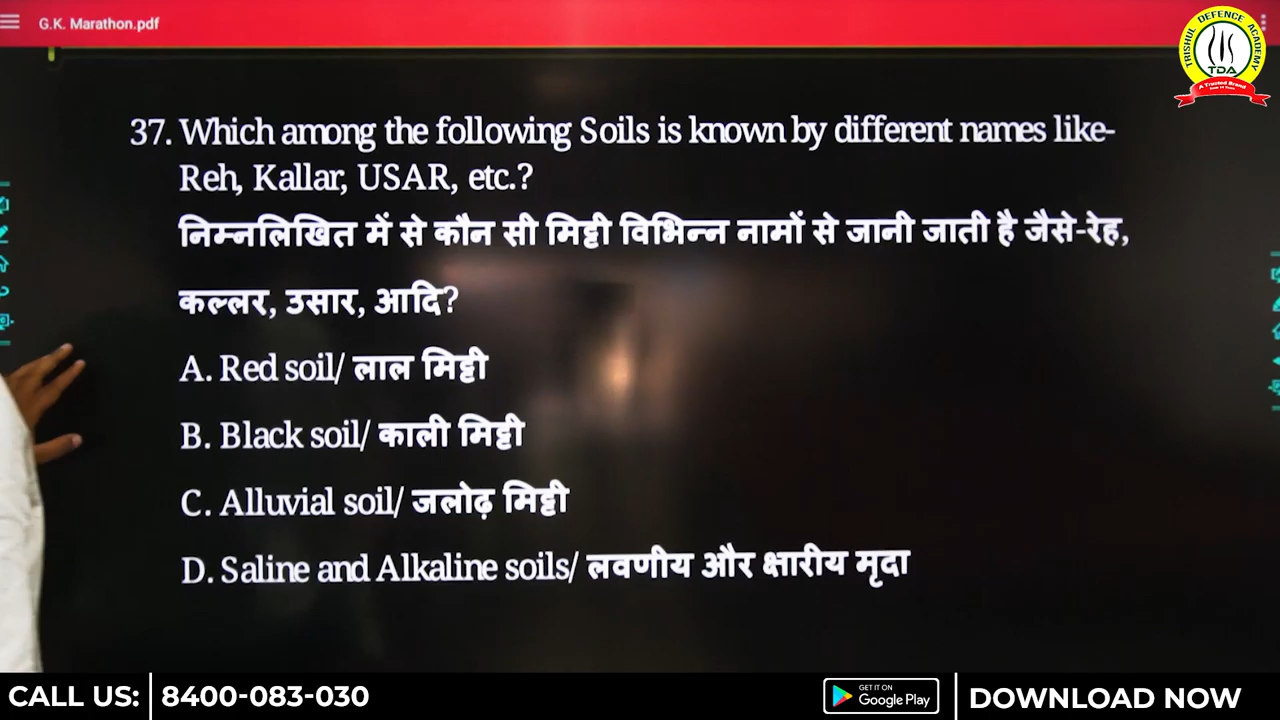 G.K. Marathon.pdf
TRISHUL DEFENCE ACADEMY
TDA
A Trusted Brand
37. Which among the following Soils is known by different names like-
Reh, Kallar, USAR, etc.?
निम्नलिखित में से कौन सी मिट्टी विभिन्न नामों से जानी जाती है जैसे-रेह,
कल्लर, उसार, आदि?
A. Red soil/ लाल मिट्टी
B. Black soil/ काली मिट्टी
C. Alluvial soil/ जलोढ़ मिट्टी
D. Saline and Alkaline soils/ लवणीय और क्षारीय मृदा
CALL US: 8400-083-030
GET IT ON
Google Play
DOWNLOAD NOW